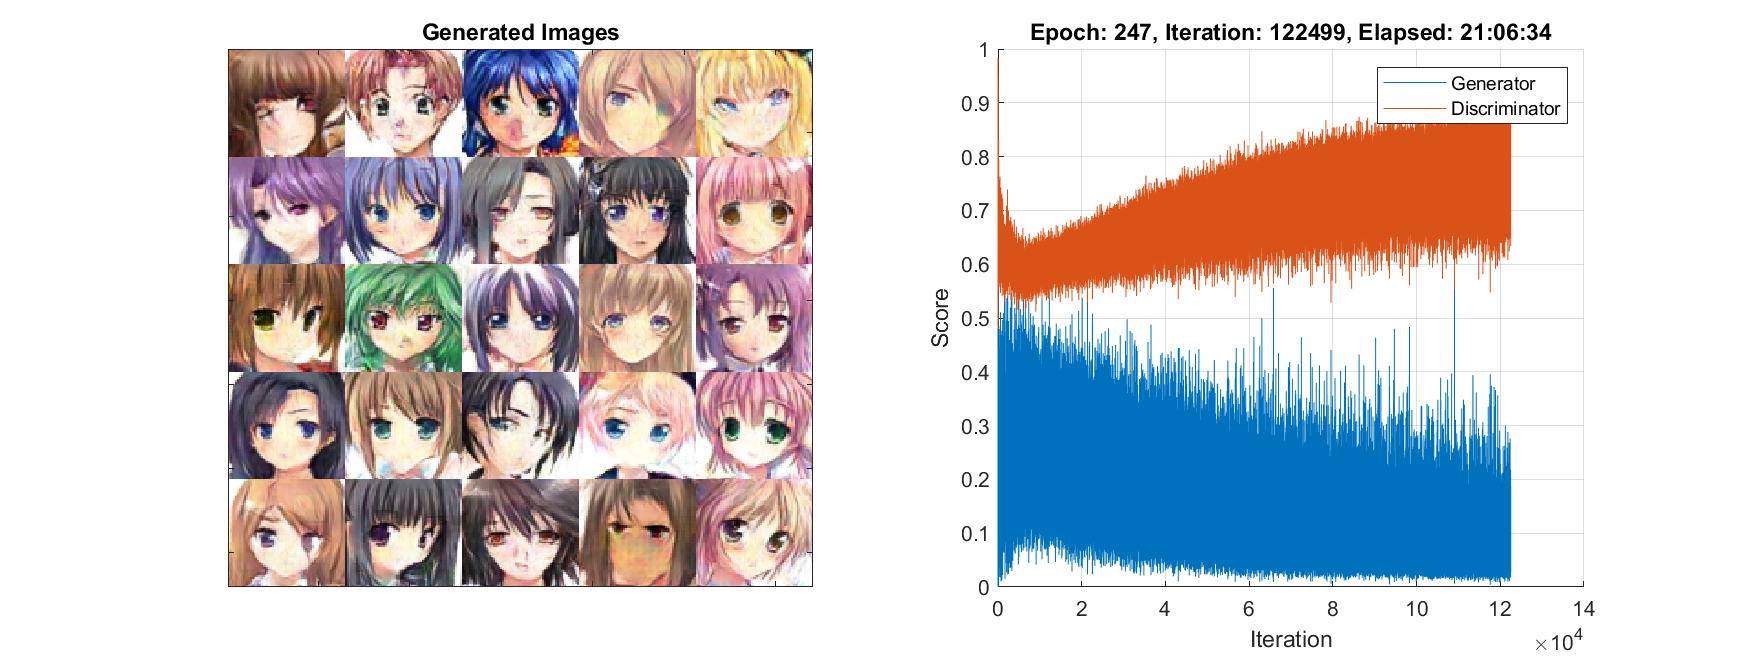 Generated Images
Epoch: 247, Iteration: 122499, Elapsed: 21:06:34
Generator
Discriminator
Score
1
0.9
0.8
0.7
0.6
0.5
0.4
0.3
0.2
0.1
0
0 2 4 6 8 10 12 14
Iteration
×10⁴